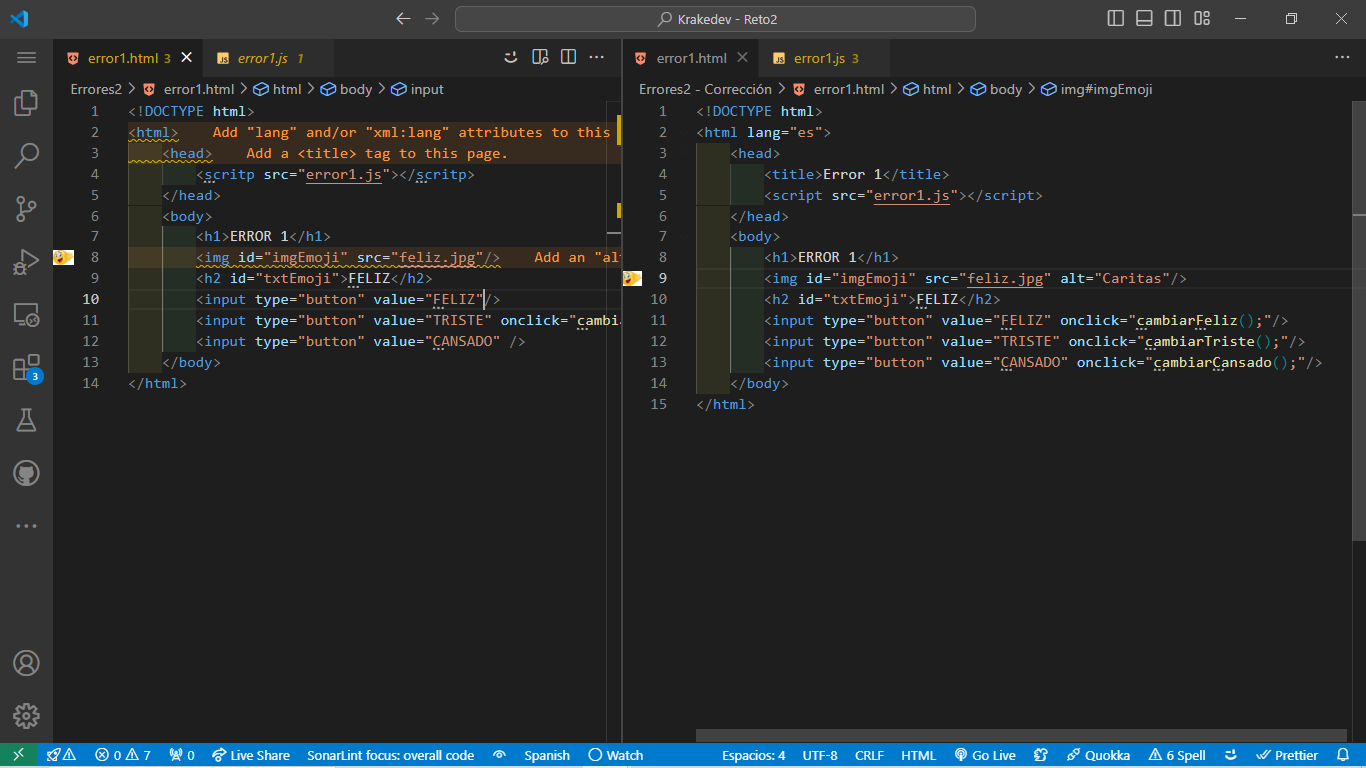 Krakedev - Reto2
error1.html 3
error1.js 1
Errores2 > error1.html > html > body > input
1 <!DOCTYPE html>
2 <html> Add "lang" and/or "xml:lang" attributes to this
3 <head> Add a <title> tag to this page.
4 <scritp src="error1.js"></scritp>
5 </head>
6 <body>
7 <h1>ERROR 1</h1>
8 <img id="imgEmoji" src="feliz.jpg"/> Add an "al
9 <h2 id="txtEmoji">FELIZ</h2>
10 <input type="button" value="FELIZ"/>
11 <input type="button" value="TRISTE" onclick="cambi
12 <input type="button" value="CANSADO" />
13 </body>
14 </html>
error1.html
error1.js 3
Errores2 - Corrección > error1.html > html > body > img#imgEmoji
1 <!DOCTYPE html>
2 <html lang="es">
3 <head>
4 <title>Error 1</title>
5 <script src="error1.js"></script>
6 </head>
7 <body>
8 <h1>ERROR 1</h1>
9 <img id="imgEmoji" src="feliz.jpg" alt="Caritas"/>
10 <h2 id="txtEmoji">FELIZ</h2>
11 <input type="button" value="FELIZ" onclick="cambiarFeliz();"/>
12 <input type="button" value="TRISTE" onclick="cambiarTriste();"/>
13 <input type="button" value="CANSADO" onclick="cambiarCansado();"/>
14 </body>
15 </html>
3
0 7 0 Live Share SonarLint focus: overall code Spanish Watch Espacios: 4 UTF-8 CRLF HTML Go Live Quokka 6 Spell Prettier